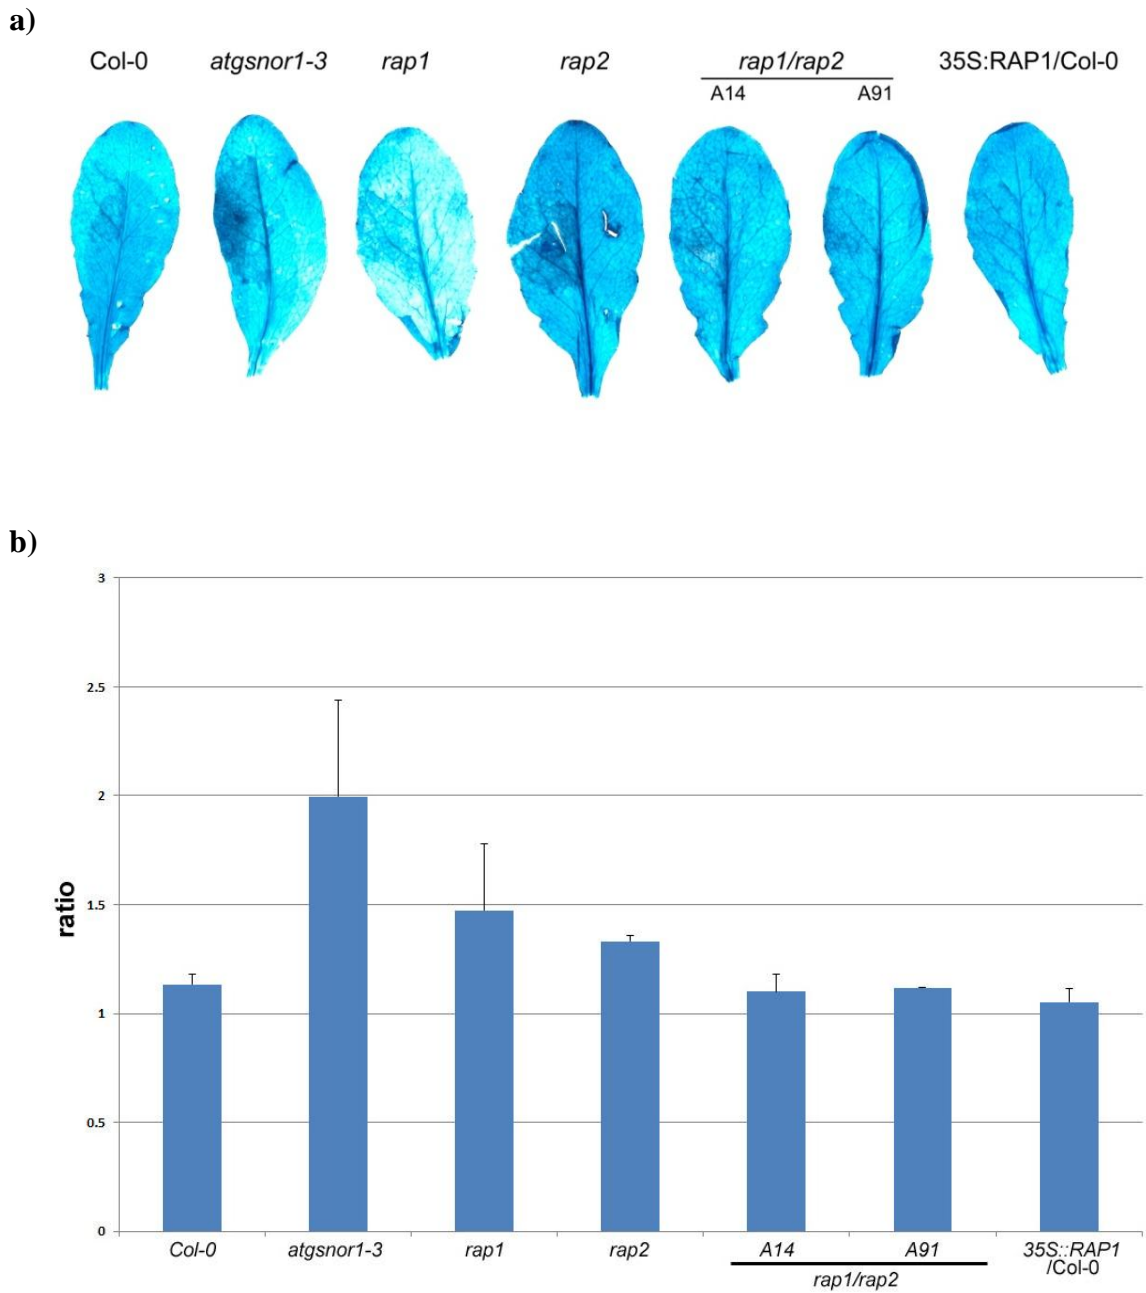 a)
Col-0 atgsnor1-3 rap1 rap2 rap1/rap2 35S:RAP1/Col-0
A14 A91
b)
3
2.5
2
1.5
1
0.5
0
ratio
Col-0 atgsnor1-3 rap1 rap2 A14 A91 35S::RAP1
/Col-0
rap1/rap2